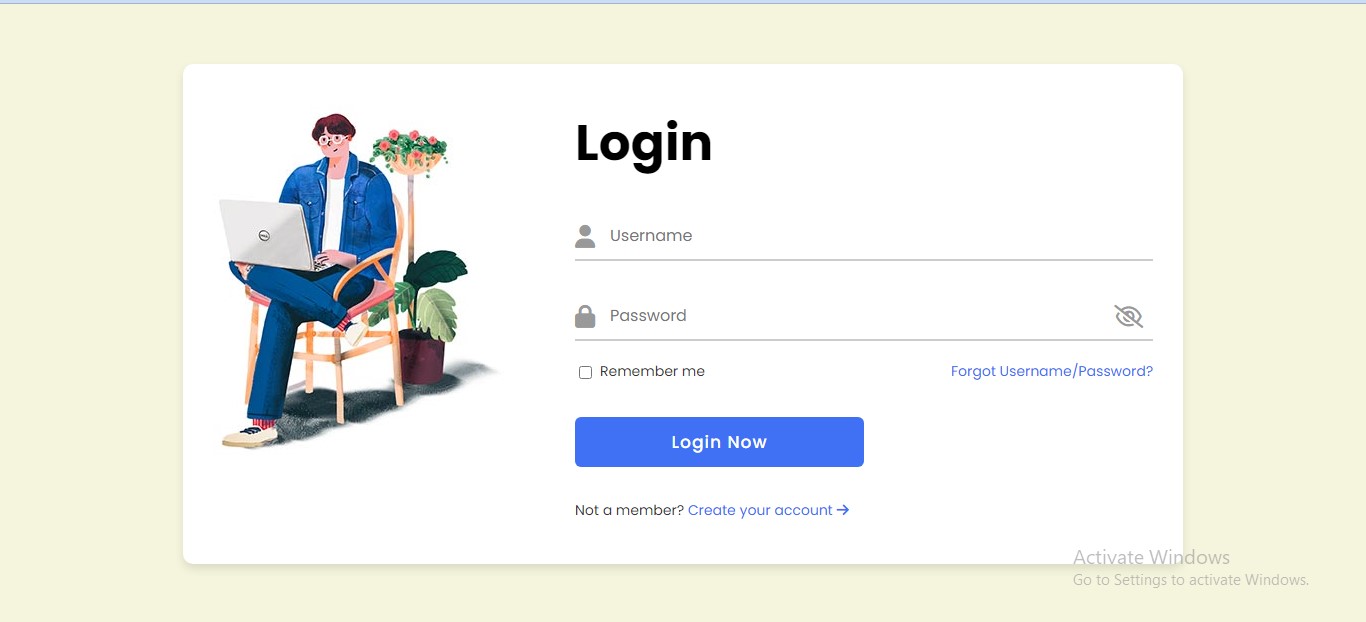 Login
Username
Password
Remember me
Forgot Username/Password?
Login Now
Not a member? Create your account →
Activate Windows
Go to Settings to activate Windows.